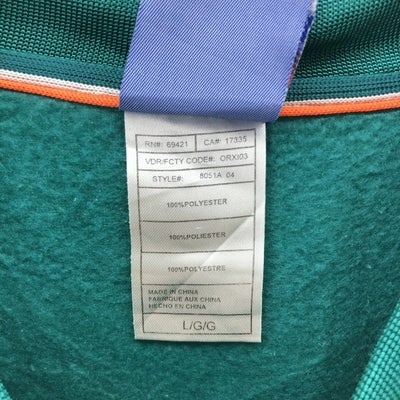 RN#: 69421 CA#: 17335
VDR/FCTY CODE#: ORXI03
STYLE#: 8051A 04
100%POLYESTER
100%POLIESTER
100%POLYESTRE
MADE IN CHINA
FABRIQUE AUX CHINA
HECHO EN CHINA
L/G/G